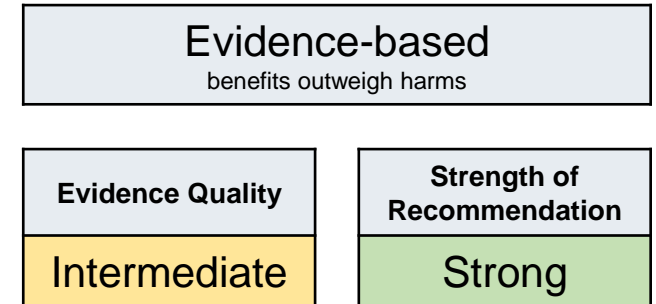 Evidence-based
benefits outweigh harms
Evidence Quality
Strength of
Recommendation
Intermediate
Strong